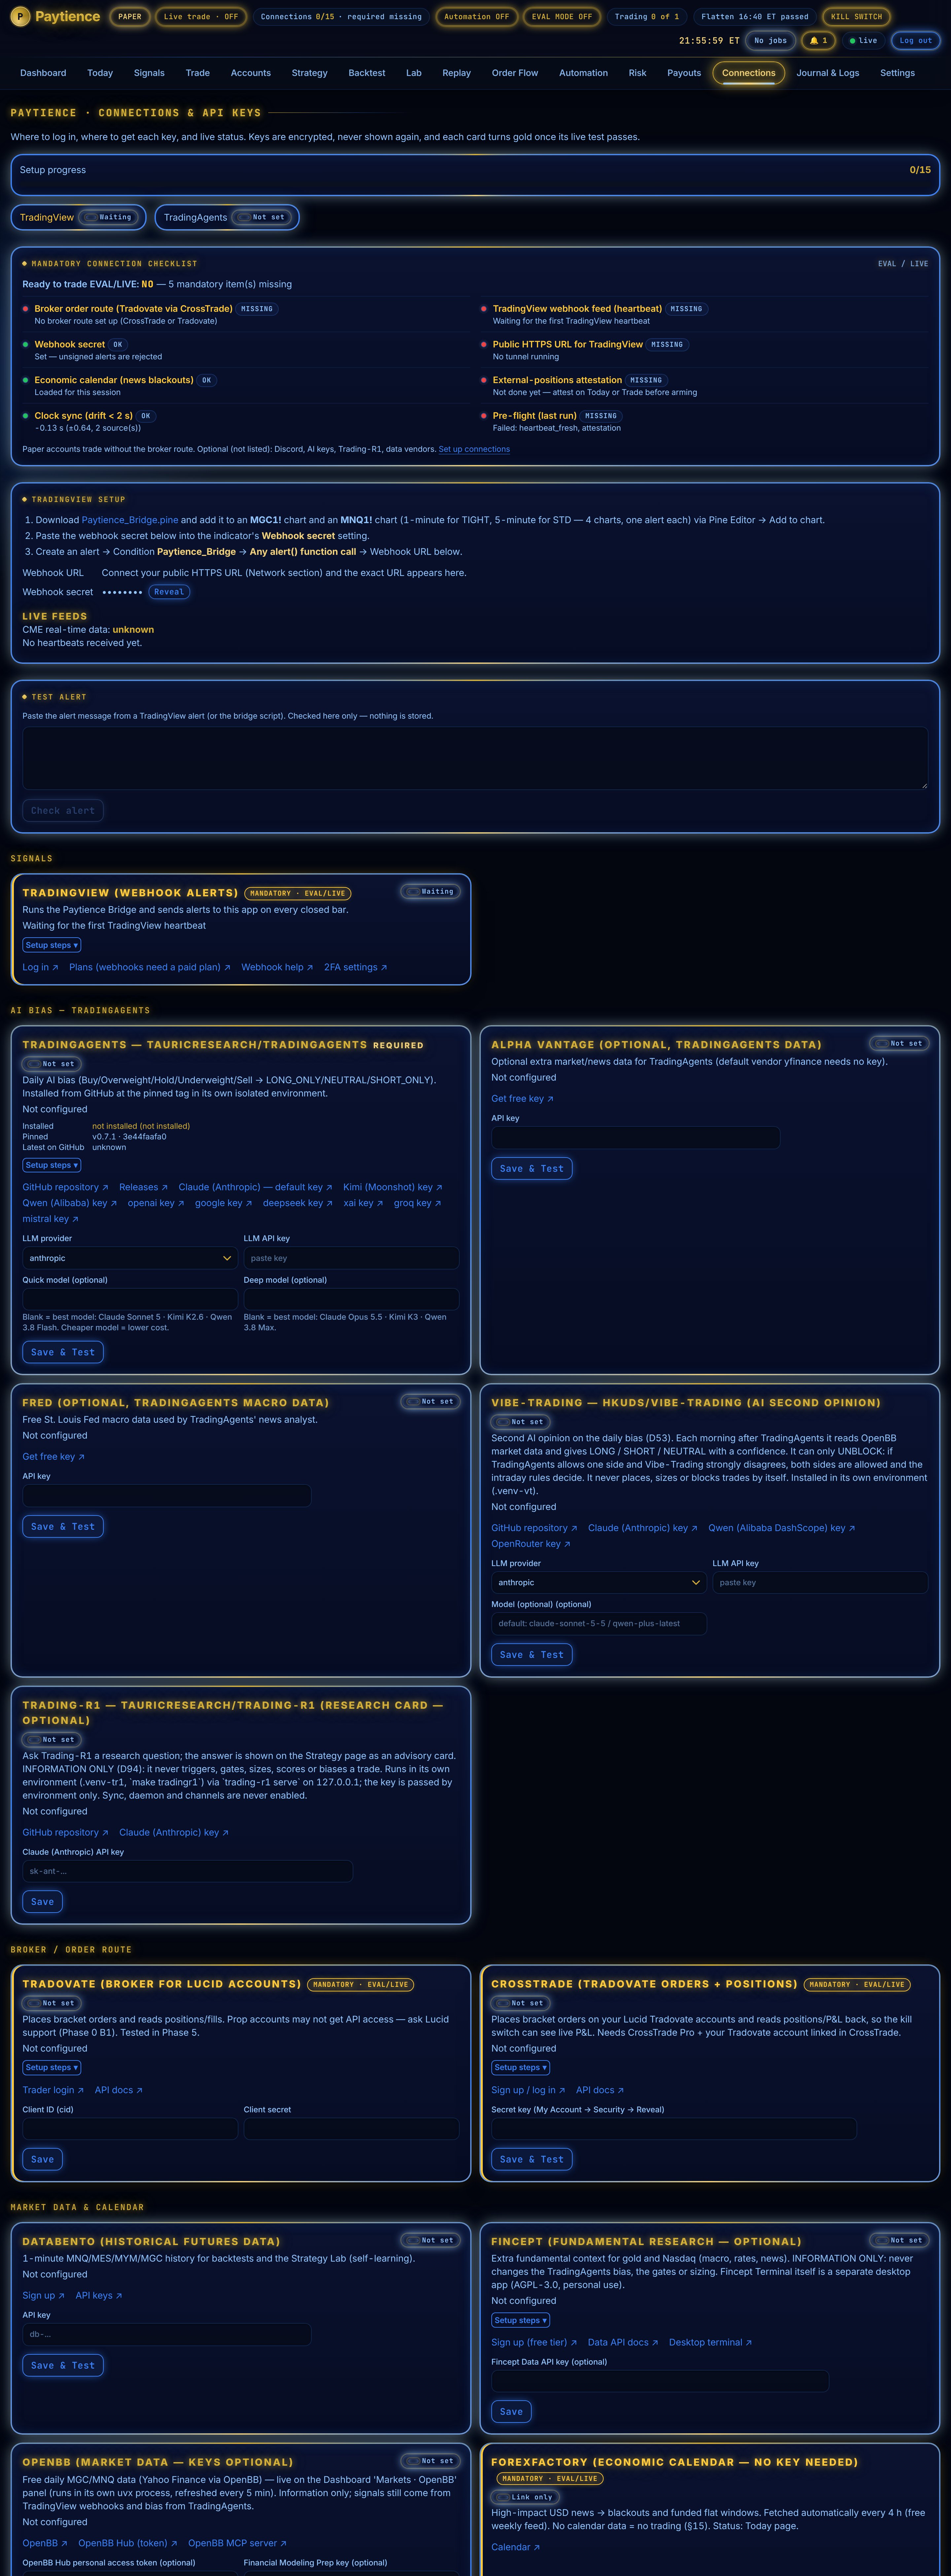 P Paytience PAPER Live trade · OFF Connections 0/15 · required missing Automation OFF EVAL MODE OFF Trading 0 of 1 Flatten 16:40 ET passed KILL SWITCH
21:55:59 ET No jobs 🔔 1 live Log out
Dashboard Today Signals Trade Accounts Strategy Backtest Lab Replay Order Flow Automation Risk Payouts Connections Journal & Logs Settings
PAYTIENCE · CONNECTIONS & API KEYS
Where to log in, where to get each key, and live status. Keys are encrypted, never shown again, and each card turns gold once its live test passes.
Setup progress 0/15
TradingView Waiting TradingAgents Not set
MANDATORY CONNECTION CHECKLIST EVAL / LIVE
Ready to trade EVAL/LIVE: NO — 5 mandatory item(s) missing
Broker order route (Tradovate via CrossTrade) MISSING
No broker route set up (CrossTrade or Tradovate)
TradingView webhook feed (heartbeat) MISSING
Waiting for the first TradingView heartbeat
Webhook secret OK
Set — unsigned alerts are rejected
Public HTTPS URL for TradingView MISSING
No tunnel running
Economic calendar (news blackouts) OK
Loaded for this session
External-positions attestation MISSING
Not done yet — attest on Today or Trade before arming
Clock sync (drift < 2 s) OK
-0.13 s (±0.64, 2 source(s))
Pre-flight (last run) MISSING
Failed: heartbeat_fresh, attestation
Paper accounts trade without the broker route. Optional (not listed): Discord, AI keys, Trading-R1, data vendors. Set up connections
TRADINGVIEW SETUP
1. Download Paytience_Bridge.pine and add it to an MGC1! chart and an MNQ1! chart (1-minute for TIGHT, 5-minute for STD — 4 charts, one alert each) via Pine Editor → Add to chart.
2. Paste the webhook secret below into the indicator's Webhook secret setting.
3. Create an alert → Condition Paytience_Bridge → Any alert() function call → Webhook URL below.
Webhook URL Connect your public HTTPS URL (Network section) and the exact URL appears here.
Webhook secret •••••••• Reveal
LIVE FEEDS
CME real-time data: unknown
No heartbeats received yet.
TEST ALERT
Paste the alert message from a TradingView alert (or the bridge script). Checked here only — nothing is stored.
Check alert
SIGNALS
TRADINGVIEW (WEBHOOK ALERTS) MANDATORY · EVAL/LIVE Waiting
Runs the Paytience Bridge and sends alerts to this app on every closed bar.
Waiting for the first TradingView heartbeat
Setup steps ▾
Log in ↗ Plans (webhooks need a paid plan) ↗ Webhook help ↗ 2FA settings ↗
AI BIAS — TRADINGAGENTS
TRADINGAGENTS — TAURICRESEARCH/TRADINGAGENTS REQUIRED
Not set
Daily AI bias (Buy/Overweight/Hold/Underweight/Sell → LONG_ONLY/NEUTRAL/SHORT_ONLY).
Installed from GitHub at the pinned tag in its own isolated environment.
Not configured
Installed not installed (not installed)
Pinned v0.7.1 · 3e44faafa0
Latest on GitHub unknown
Setup steps ▾
GitHub repository ↗ Releases ↗ Claude (Anthropic) — default key ↗ Kimi (Moonshot) key ↗
Qwen (Alibaba) key ↗ openai key ↗ google key ↗ deepseek key ↗ xai key ↗ groq key ↗
mistral key ↗
LLM provider LLM API key
anthropic paste key
Quick model (optional) Deep model (optional)
Blank = best model: Claude Sonnet 5 · Kimi K2.6 · Qwen
3.8 Flash. Cheaper model = lower cost.
Blank = best model: Claude Opus 5.5 · Kimi K3 · Qwen
3.8 Max.
Save & Test
ALPHA VANTAGE (OPTIONAL, TRADINGAGENTS DATA) Not set
Optional extra market/news data for TradingAgents (default vendor yfinance needs no key).
Not configured
Get free key ↗
API key
Save & Test
FRED (OPTIONAL, TRADINGAGENTS MACRO DATA) Not set
Free St. Louis Fed macro data used by TradingAgents' news analyst.
Not configured
Get free key ↗
API key
Save & Test
VIBE-TRADING — HKUDS/VIBE-TRADING (AI SECOND OPINION)
Not set
Second AI opinion on the daily bias (D53). Each morning after TradingAgents it reads OpenBB
market data and gives LONG / SHORT / NEUTRAL with a confidence. It can only UNBLOCK: if
TradingAgents allows one side and Vibe-Trading strongly disagrees, both sides are allowed and the
intraday rules decide. It never places, sizes or blocks trades by itself. Installed in its own environment
(.venv-vt).
Not configured
GitHub repository ↗ Claude (Anthropic) key ↗ Qwen (Alibaba DashScope) key ↗
OpenRouter key ↗
LLM provider LLM API key
anthropic paste key
Model (optional) (optional)
default: claude-sonnet-5-5 / qwen-plus-latest
Save & Test
TRADING-R1 — TAURICRESEARCH/TRADING-R1 (RESEARCH CARD —
OPTIONAL)
Not set
Ask Trading-R1 a research question; the answer is shown on the Strategy page as an advisory card.
INFORMATION ONLY (D94): it never triggers, gates, sizes, scores or biases a trade. Runs in its own
environment (.venv-tr1, `make tradingr1`) via `trading-r1 serve` on 127.0.0.1; the key is passed by
environment only. Sync, daemon and channels are never enabled.
Not configured
GitHub repository ↗ Claude (Anthropic) key ↗
Claude (Anthropic) API key
sk-ant-...
Save
BROKER / ORDER ROUTE
TRADOVATE (BROKER FOR LUCID ACCOUNTS) MANDATORY · EVAL/LIVE
Not set
Places bracket orders and reads positions/fills. Prop accounts may not get API access — ask Lucid
support (Phase 0 B1). Tested in Phase 5.
Not configured
Setup steps ▾
Trader login ↗ API docs ↗
Client ID (cid) Client secret
Save
CROSSTRADE (TRADOVATE ORDERS + POSITIONS) MANDATORY · EVAL/LIVE
Not set
Places bracket orders on your Lucid Tradovate accounts and reads positions/P&L back, so the kill
switch can see live P&L. Needs CrossTrade Pro + your Tradovate account linked in CrossTrade.
Not configured
Setup steps ▾
Sign up / log in ↗ API docs ↗
Secret key (My Account → Security → Reveal)
Save & Test
MARKET DATA & CALENDAR
DATABENTO (HISTORICAL FUTURES DATA) Not set
1-minute MNQ/MES/MYM/MGC history for backtests and the Strategy Lab (self-learning).
Not configured
Sign up ↗ API keys ↗
API key
db-...
Save & Test
FINCEPT (FUNDAMENTAL RESEARCH — OPTIONAL) Not set
Extra fundamental context for gold and Nasdaq (macro, rates, news). INFORMATION ONLY: never
changes the TradingAgents bias, the gates or sizing. Fincept Terminal itself is a separate desktop
app (AGPL-3.0, personal use).
Not configured
Setup steps ▾
Sign up (free tier) ↗ Data API docs ↗ Desktop terminal ↗
Fincept Data API key (optional)
Save
OPENBB (MARKET DATA — KEYS OPTIONAL) Not set
Free daily MGC/MNQ data (Yahoo Finance via OpenBB) — live on the Dashboard 'Markets · OpenBB'
panel (runs in its own uvx process, refreshed every 5 min). Information only; signals still come from
TradingView webhooks and bias from TradingAgents.
Not configured
OpenBB ↗ OpenBB Hub (token) ↗ OpenBB MCP server ↗
OpenBB Hub personal access token (optional) Financial Modeling Prep key (optional)
FOREXFACTORY (ECONOMIC CALENDAR — NO KEY NEEDED)
MANDATORY · EVAL/LIVE
Link only
High-impact USD news → blackouts and funded flat windows. Fetched automatically every 4 h (free
weekly feed). No calendar data = no trading (§15). Status: Today page.
Calendar ↗